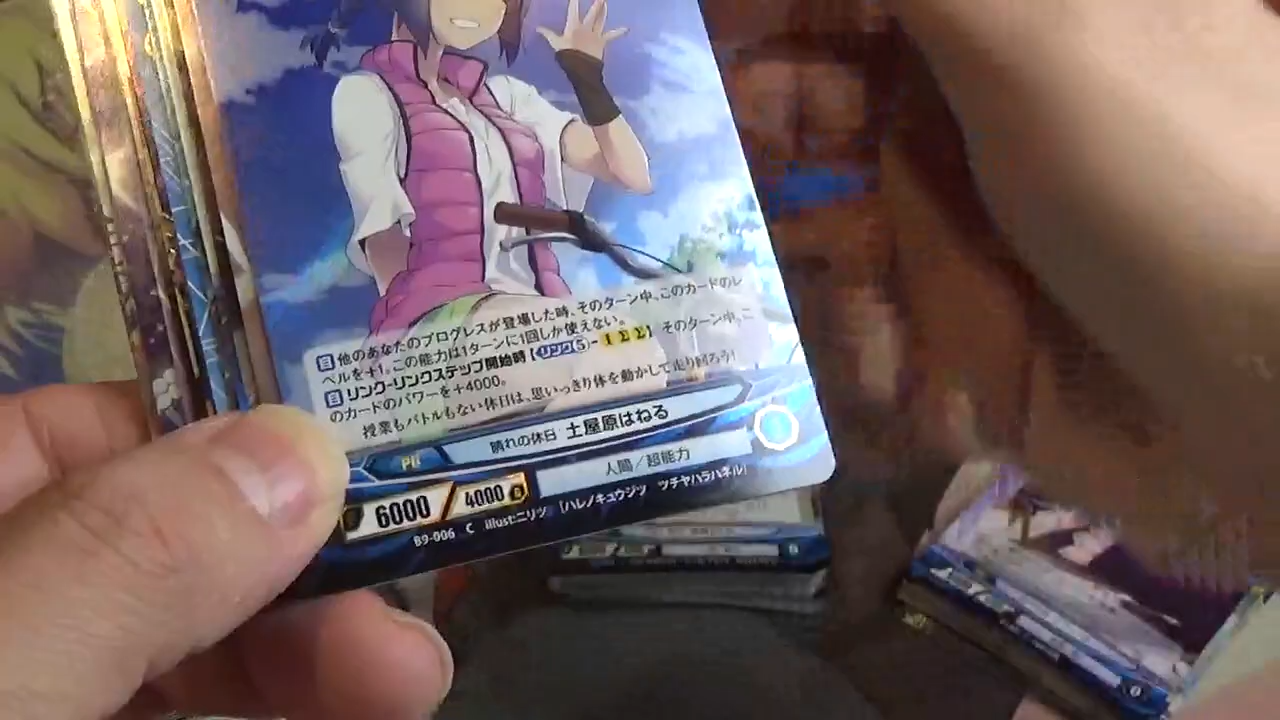 自 他のあなたのプログレスが登場した時、そのターン中、このカードのレ
ベルを+1。この能力は1ターンに1回しか使えない。
自 リンク-リンクステップ開始時【リンク⑤-IΣΣ】 そのターン中、こ
のカードのパワーを+4000。
授業もバトルもない休日は、思いっきり体を動かして走り回ろう!
晴れの休日 土屋原はねる
人間/超能力
6000/4000
B9-006 C illust:ニリツ [ハレノキュウジツ ツチヤハラハネル]